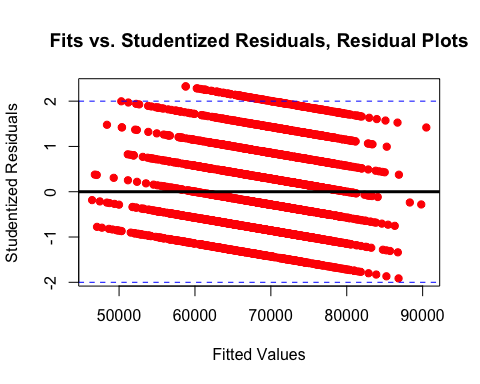 Fits vs. Studentized Residuals, Residual Plots
Studentized Residuals
2
1
0
-1
-2
50000 60000 70000 80000 90000
Fitted Values